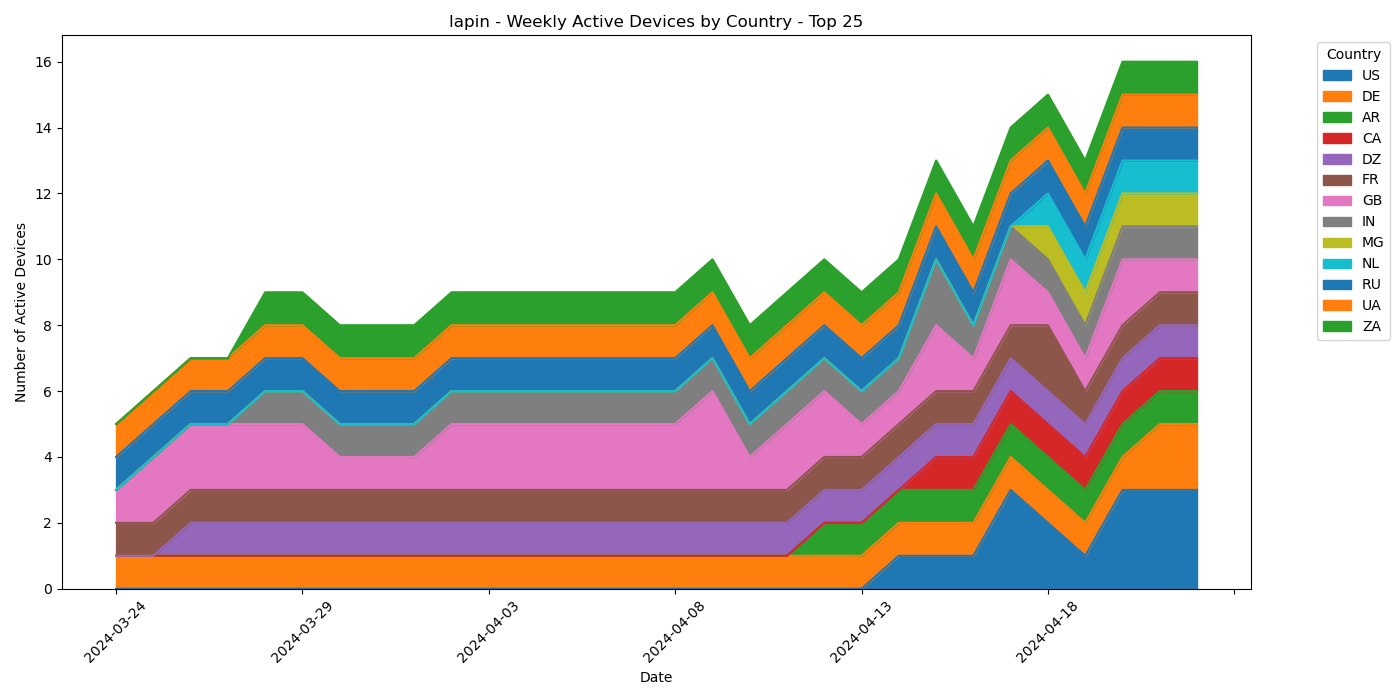 lapin - Weekly Active Devices by Country - Top 25
16
14
12
10
8
6
4
2
0
Number of Active Devices
2024-03-24
2024-03-29
2024-04-03
2024-04-08
2024-04-13
2024-04-18
Date
Country
US
DE
AR
CA
DZ
FR
GB
IN
MG
NL
RU
UA
ZA